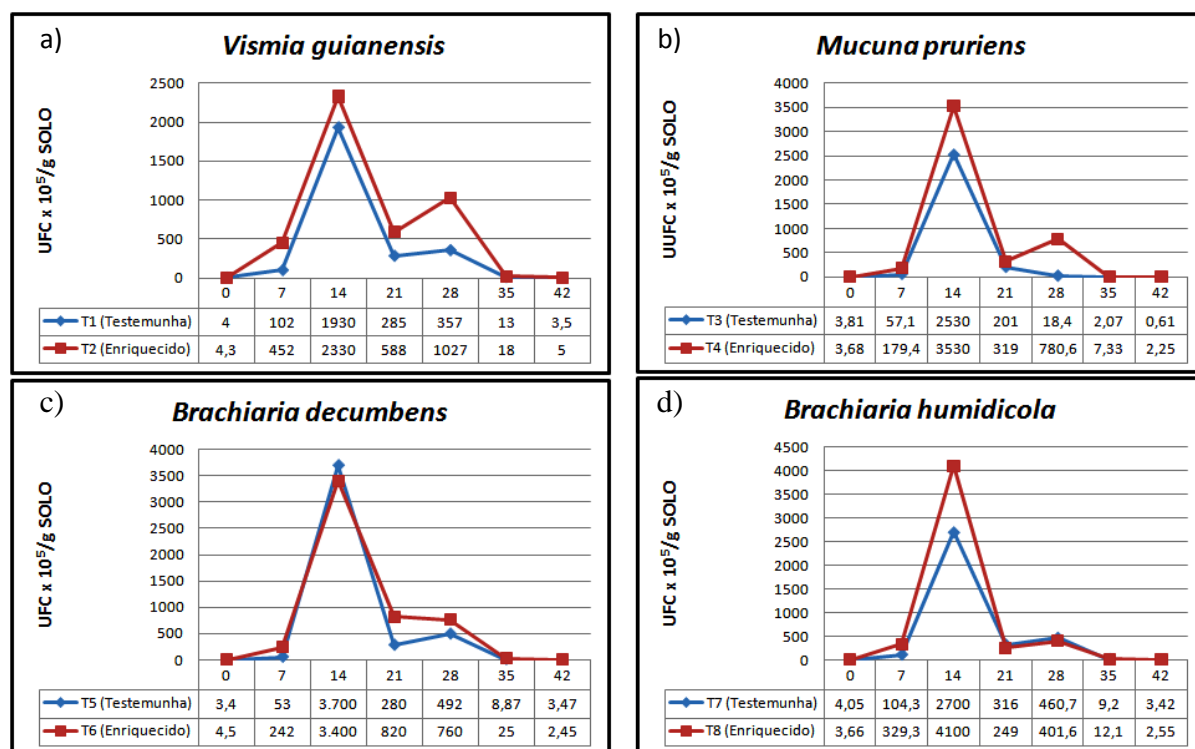 a)
Vismia guianensis
UFC x 10⁵/g SOLO
2500
2000
1500
1000
500
0
0 7 14 21 28 35 42
T1 (Testemunha) 4 102 1930 285 357 13 3,5
T2 (Enriquecido) 4,3 452 2330 588 1027 18 5
b)
Mucuna pruriens
UUFC x 10⁵/g SOLO
4000
3500
3000
2500
2000
1500
1000
500
0
0 7 14 21 28 35 42
T3 (Testemunha) 3,81 57,1 2530 201 18,4 2,07 0,61
T4 (Enriquecido) 3,68 179,4 3530 319 780,6 7,33 2,25
c)
Brachiaria decumbens
UFC x 10⁵/g SOLO
4000
3500
3000
2500
2000
1500
1000
500
0
0 7 14 21 28 35 42
T5 (Testemunha) 3,4 53 3.700 280 492 8,87 3,47
T6 (Enriquecido) 4,5 242 3.400 820 760 25 2,45
d)
Brachiaria humidicola
UFC x 10⁵/g SOLO
4500
4000
3500
3000
2500
2000
1500
1000
500
0
0 7 14 21 28 35 42
T7 (Testemunha) 4,05 104,3 2700 316 460,7 9,2 3,42
T8 (Enriquecido) 3,66 329,3 4100 249 401,6 12,1 2,55